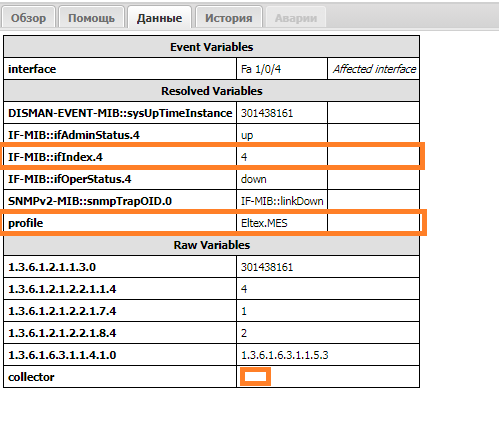 Обзор Помощь Данные История Аварии
Event Variables
interface Fa 1/0/4 Affected interface
Resolved Variables
DISMAN-EVENT-MIB::sysUpTimeInstance 301438161
IF-MIB::ifAdminStatus.4 up
IF-MIB::ifIndex.4 4
IF-MIB::ifOperStatus.4 down
SNMPv2-MIB::snmpTrapOID.0 IF-MIB::linkDown
profile Eltex.MES
Raw Variables
1.3.6.1.2.1.1.3.0 301438161
1.3.6.1.2.1.2.2.1.1.4 4
1.3.6.1.2.1.2.2.1.7.4 1
1.3.6.1.2.1.2.2.1.8.4 2
1.3.6.1.6.3.1.1.4.1.0 1.3.6.1.6.3.1.1.5.3
collector